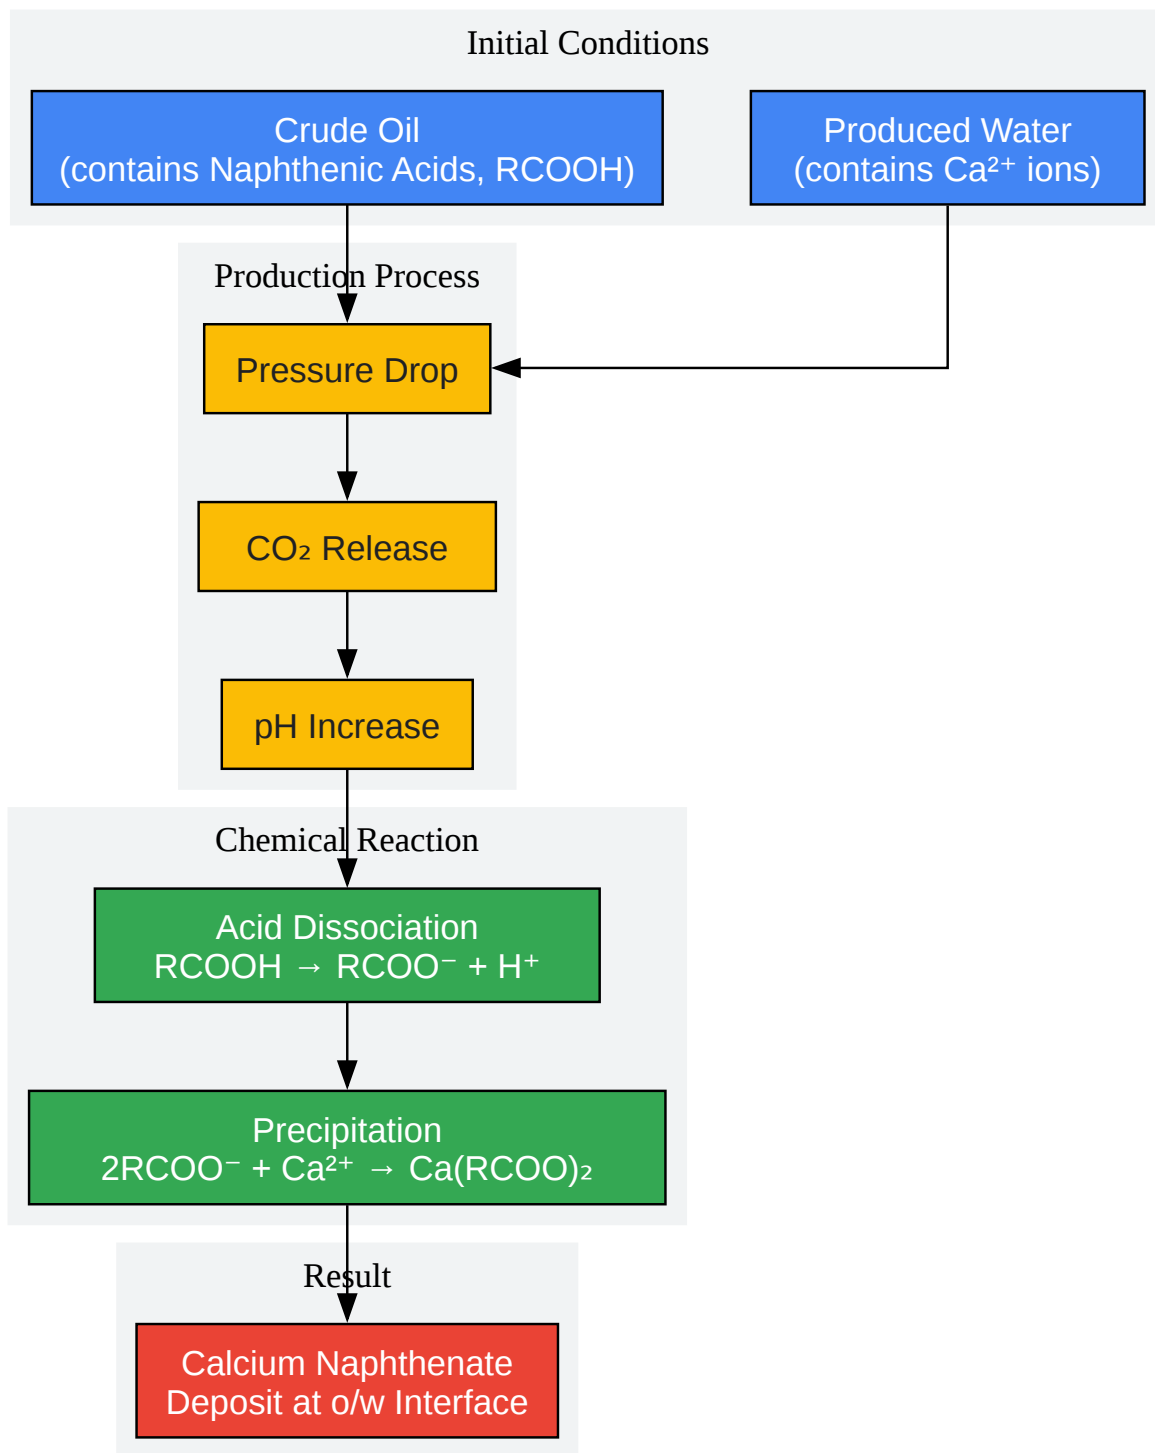 Initial Conditions
Crude Oil
(contains Naphthenic Acids, RCOOH)
Produced Water
(contains Ca²⁺ ions)
Production Process
Pressure Drop
CO₂ Release
pH Increase
Chemical Reaction
Acid Dissociation
RCOOH → RCOO⁻ + H⁺
Precipitation
2RCOO⁻ + Ca²⁺ → Ca(RCOO)₂
Result
Calcium Naphthenate
Deposit at o/w Interface